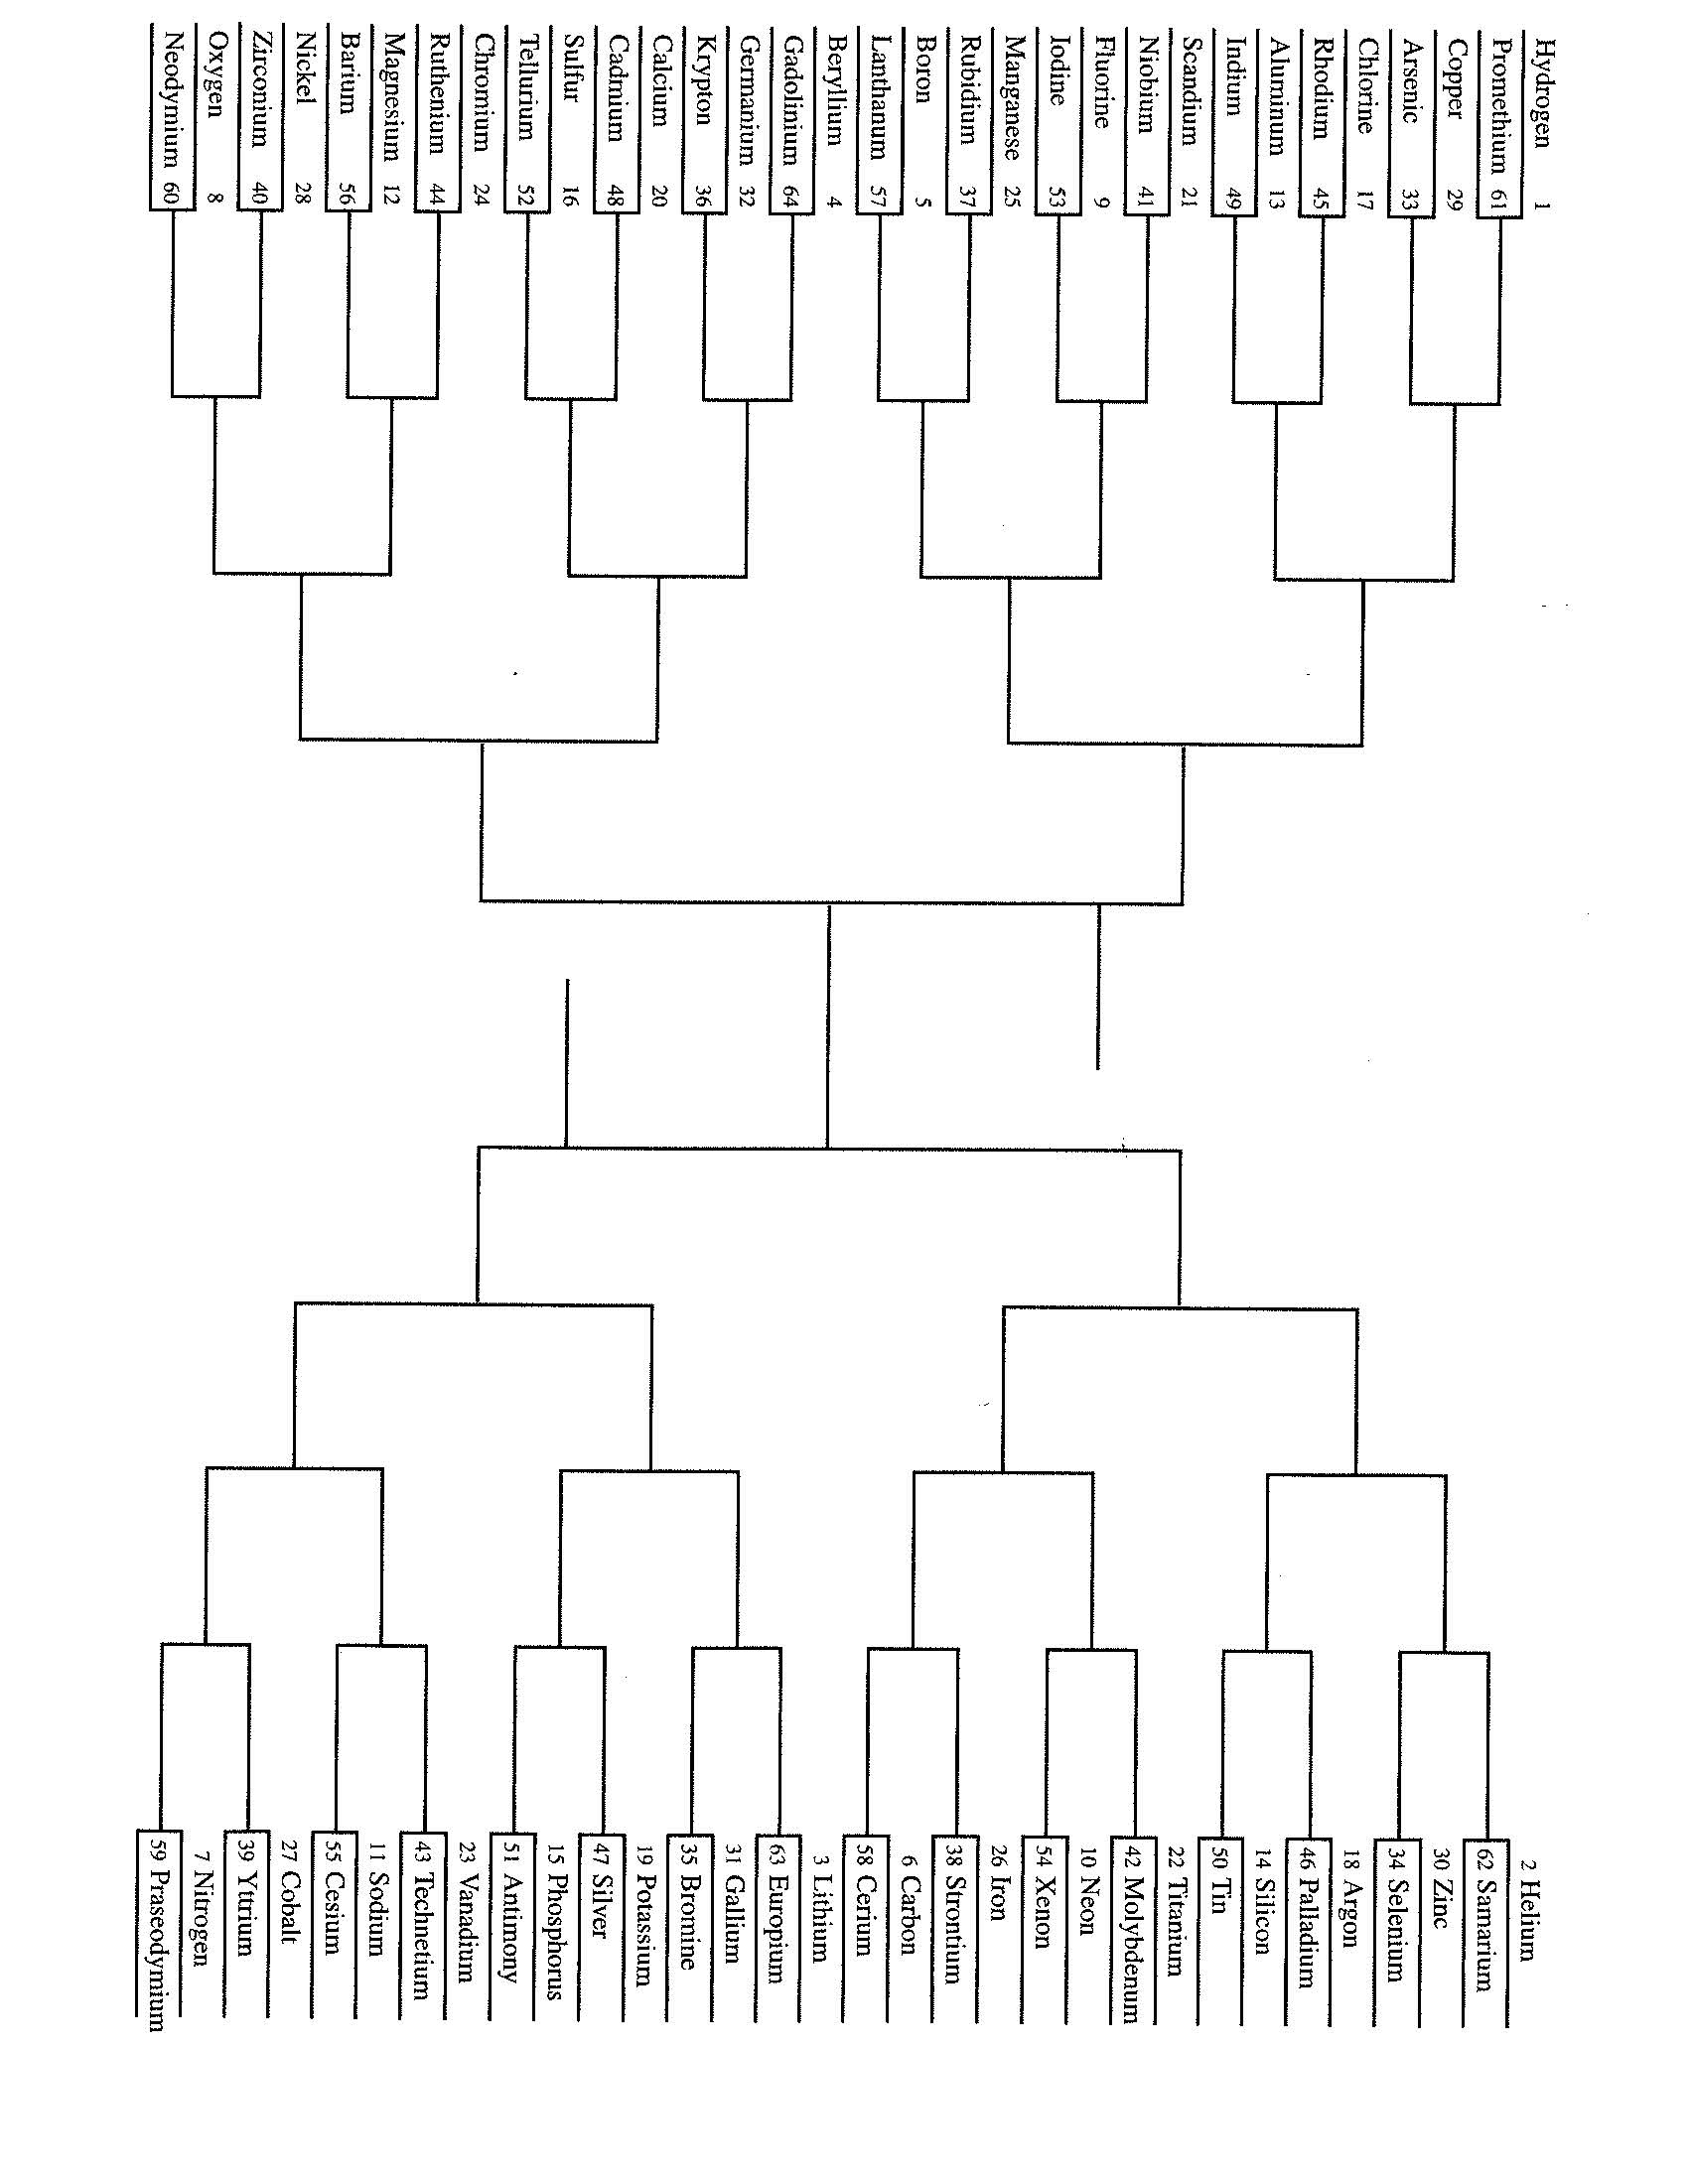 Hydrogen 1
Promethium 61
Copper 29
Arsenic 33
Chlorine 17
Rhodium 45
Aluminum 13
Indium 49
Scandium 21
Niobium 41
Fluorine 9
Iodine 53
Manganese 25
Rubidium 37
Boron 5
Lanthanum 57
Beryllium 4
Gadolinium 64
Germanium 32
Krypton 36
Calcium 20
Cadmium 48
Sulfur 16
Tellurium 52
Chromium 24
Ruthenium 44
Magnesium 12
Barium 56
Nickel 28
Zirconium 40
Oxygen 8
Neodymium 60
2 Helium
62 Samarium
30 Zinc
34 Selenium
18 Argon
46 Palladium
14 Silicon
50 Tin
22 Titanium
42 Molybdenum
10 Neon
54 Xenon
26 Iron
38 Strontium
6 Carbon
58 Cerium
3 Lithium
63 Europium
31 Gallium
35 Bromine
19 Potassium
47 Silver
15 Phosphorus
51 Antimony
23 Vanadium
43 Technetium
11 Sodium
55 Cesium
27 Cobalt
39 Yttrium
7 Nitrogen
59 Praseodymium